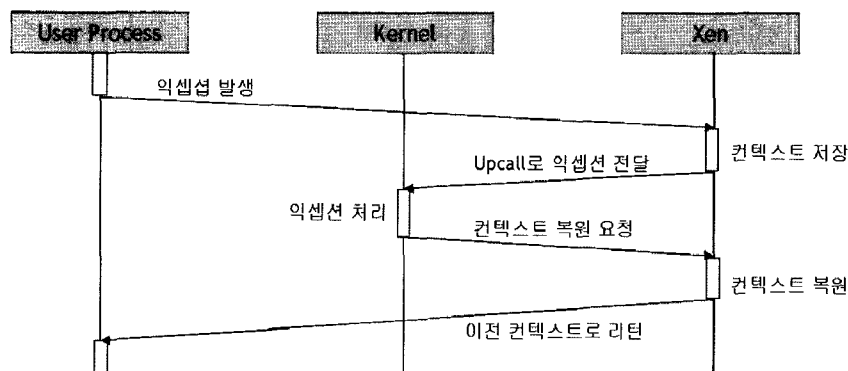 User Process
Kernel
Xen
익셉셥 발생
컨텍스트 저장
Upcall로 익셉션 전달
익셉션 처리
컨텍스트 복원 요청
컨텍스트 복원
이전 컨텍스트로 리턴